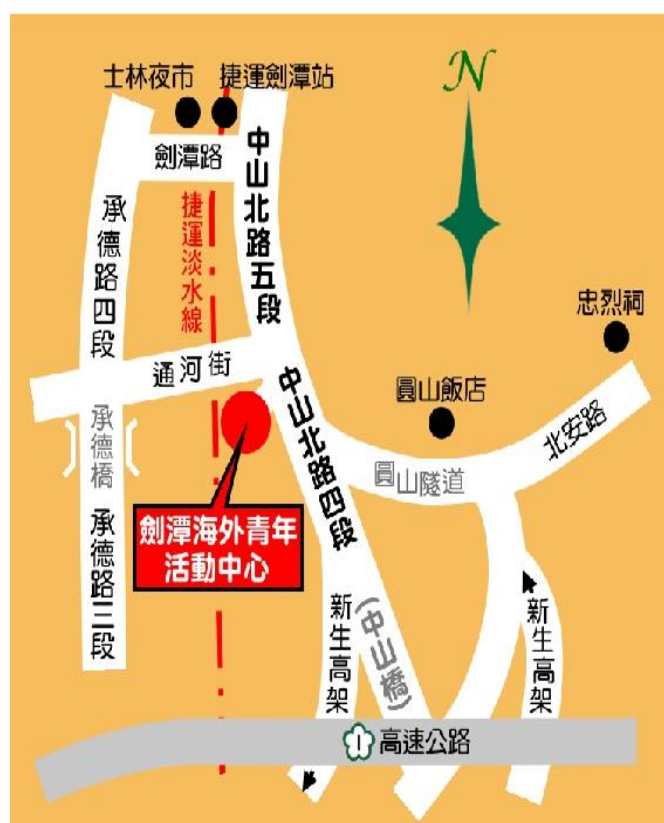 N
士林夜市
捷運劍潭站
劍潭路
中山北路五段
承德路四段
捷運淡水線
忠烈祠
通河街
圓山飯店
中山北路四段
北安路
承德橋
圓山隧道
劍潭海外青年
活動中心
承德路三段
新生高架
(中山橋)
新生高架
1
高速公路